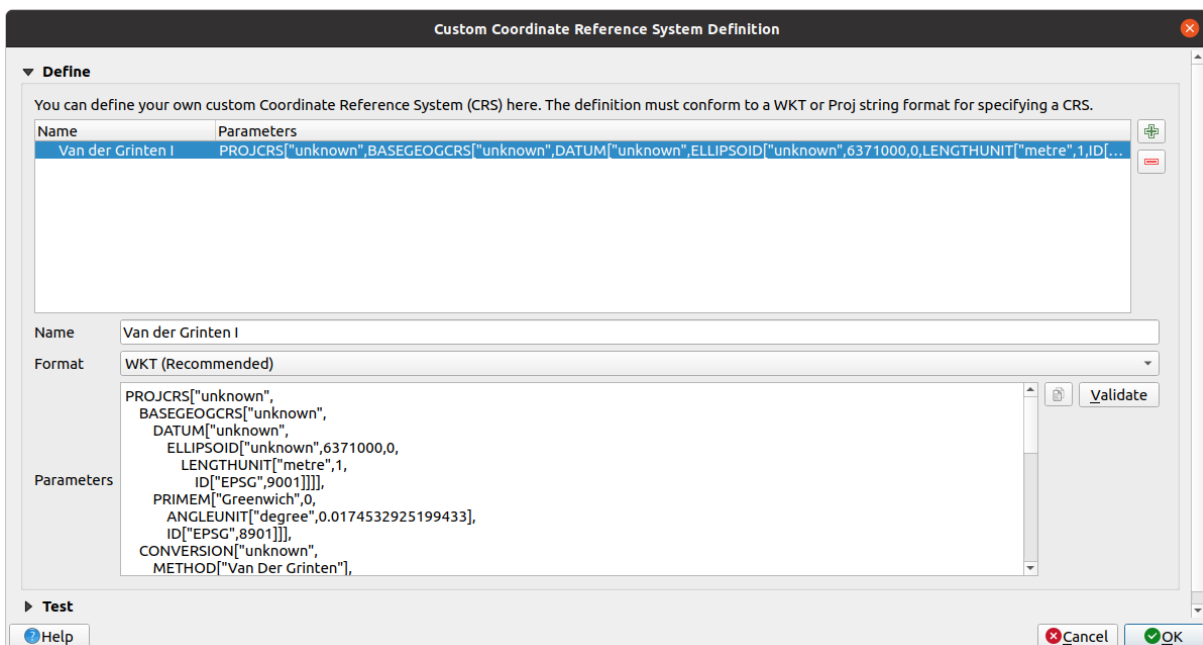 Custom Coordinate Reference System Definition
Define
You can define your own custom Coordinate Reference System (CRS) here. The definition must conform to a WKT or Proj string format for specifying a CRS.
Name Parameters
Van der Grinten I PROJCRS["unknown",BASEGEOGCRS["unknown",DATUM["unknown",ELLIPSOID["unknown",6371000,0,LENGTHUNIT["metre",1,ID[...
Name Van der Grinten I
Format WKT (Recommended)
PROJCRS["unknown",
BASEGEOGCRS["unknown",
DATUM["unknown",
ELLIPSOID["unknown",6371000,0,
LENGTHUNIT["metre",1,
ID["EPSG",9001]]]],
PRIMEM["Greenwich",0,
ANGLEUNIT["degree",0.0174532925199433],
ID["EPSG",8901]]],
CONVERSION["unknown",
METHOD["Van Der Grinten"],
Validate
Parameters
Test
Help Cancel OK